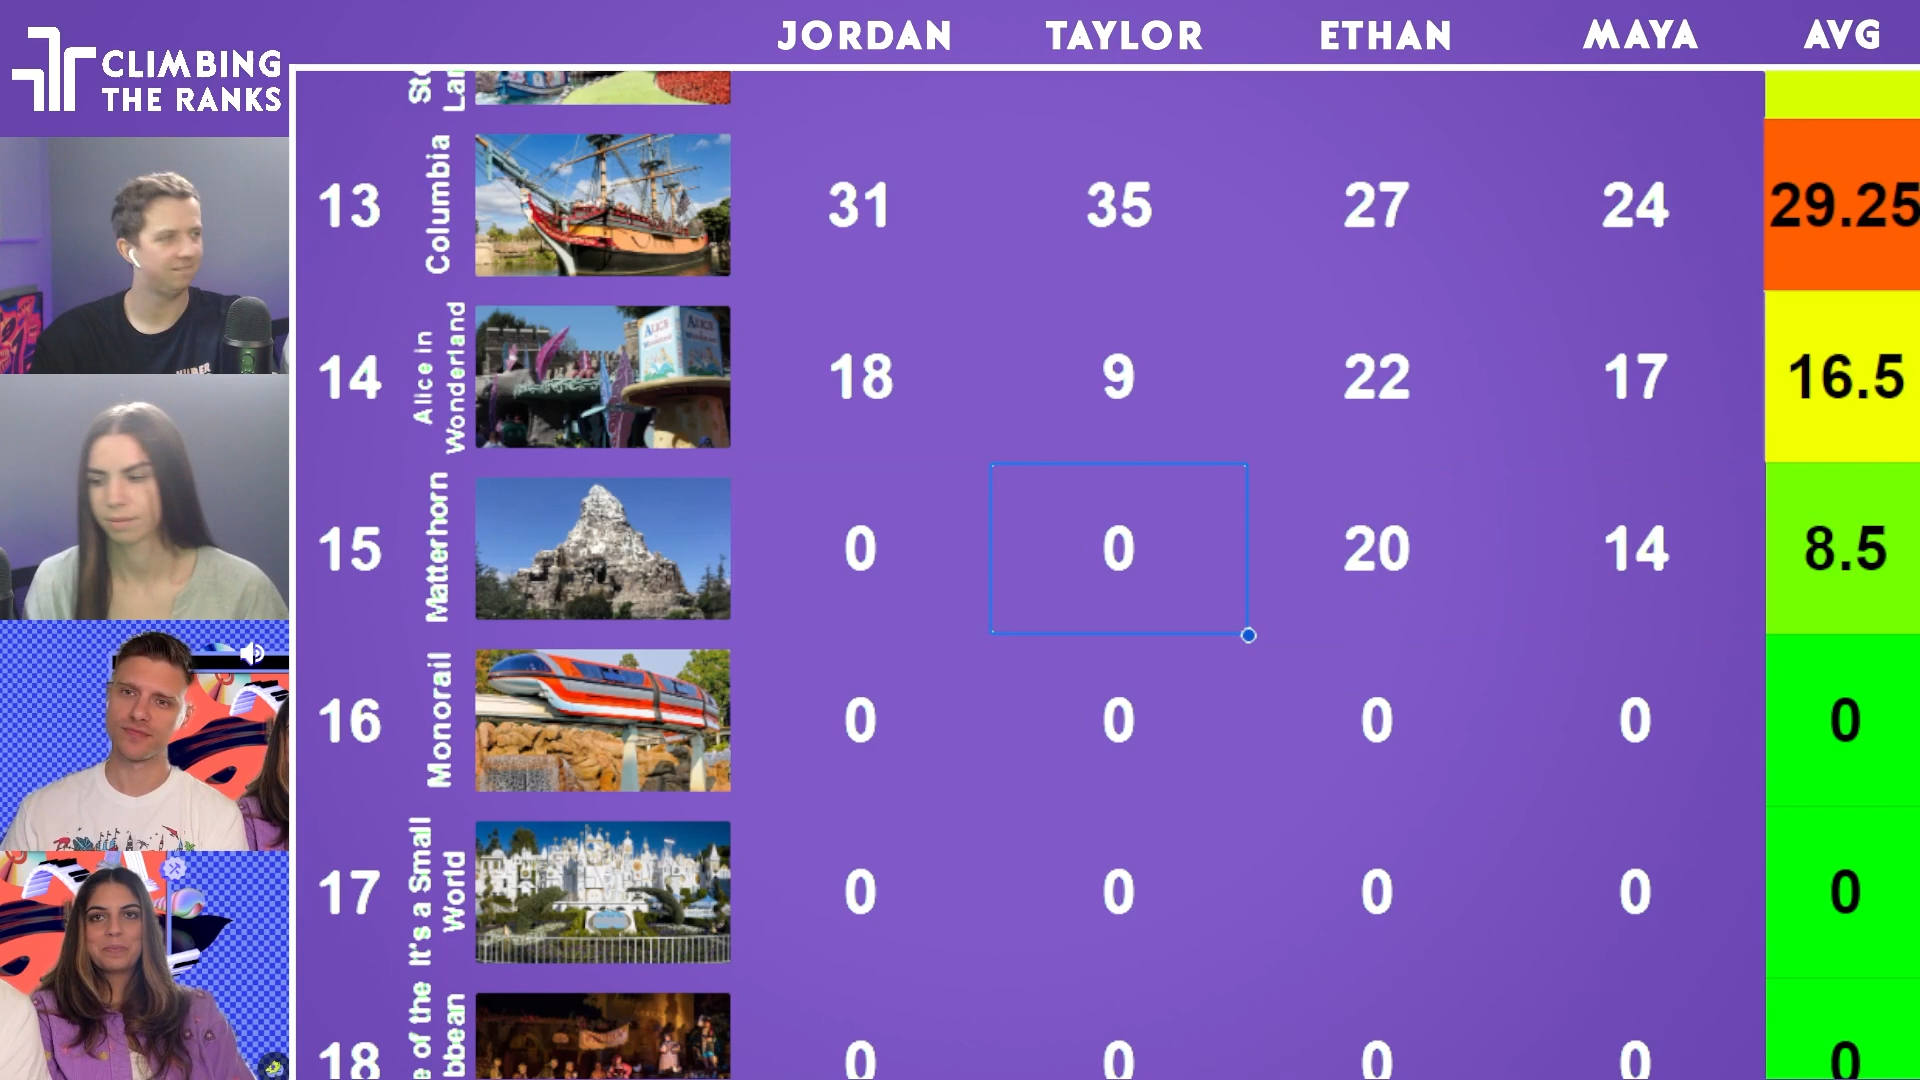 CLIMBING
THE RANKS
JORDAN TAYLOR ETHAN MAYA AVG
13 Columbia 31 35 27 24 29.25
14 Alice in
Wonderland 18 9 22 17 16.5
15 Matterhorn 0 0 20 14 8.5
16 Monorail 0 0 0 0 0
17 It's a Small
World 0 0 0 0 0
18 0 0 0 0 0
of the